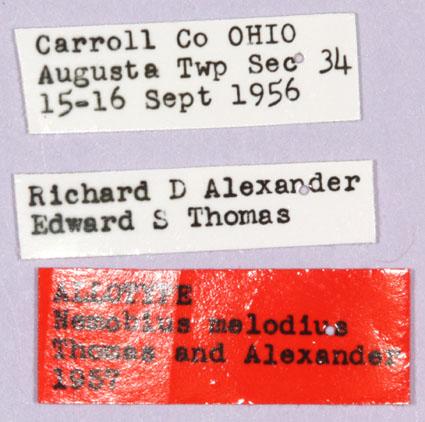 Carroll Co OHIO
Augusta Twp Sec 34
15-16 Sept 1956
Richard D Alexander
Edward S Thomas
ALLOTYPE
Nemobius melodius
Thomas and Alexander
1957